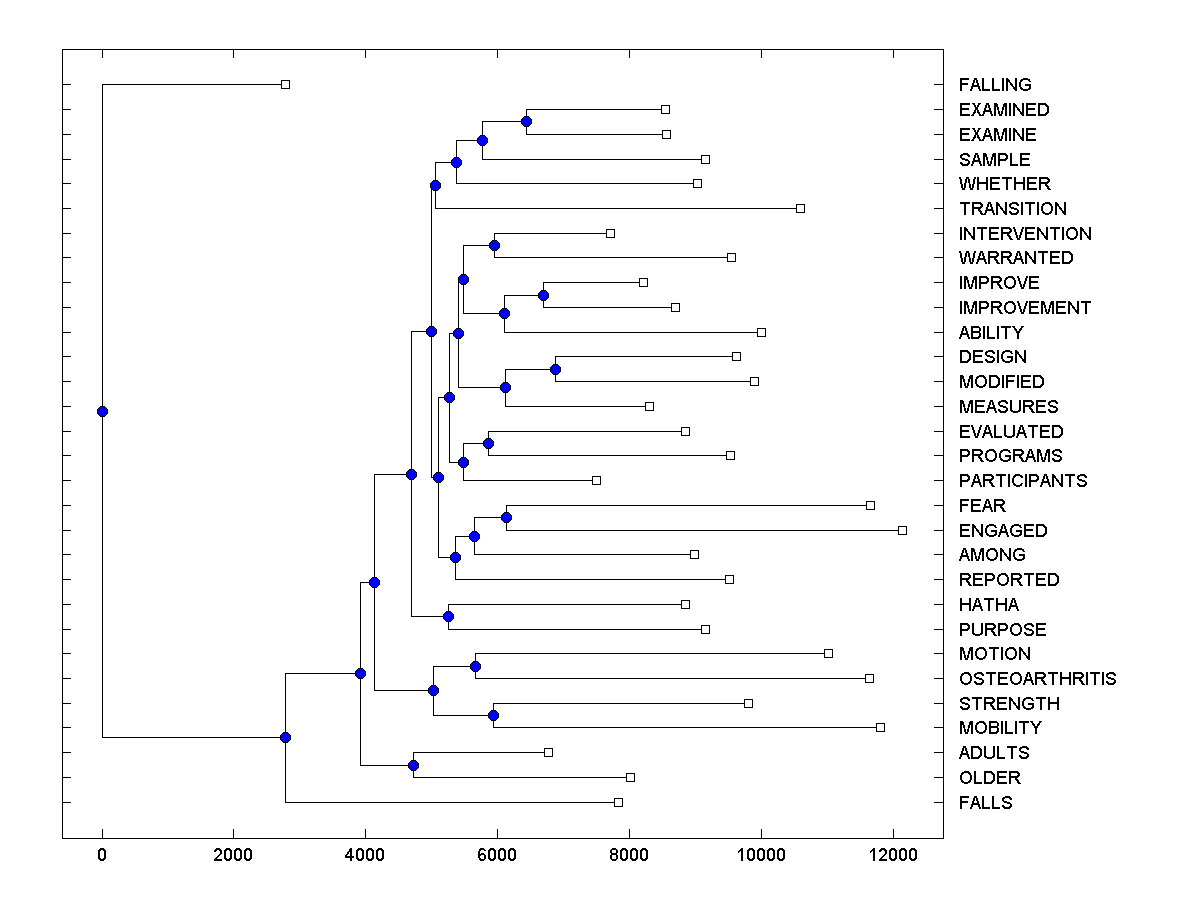 FALLING
EXAMINED
EXAMINE
SAMPLE
WHETHER
TRANSITION
INTERVENTION
WARRANTED
IMPROVE
IMPROVEMENT
ABILITY
DESIGN
MODIFIED
MEASURES
EVALUATED
PROGRAMS
PARTICIPANTS
FEAR
ENGAGED
AMONG
REPORTED
HATHA
PURPOSE
MOTION
OSTEOARTHRITIS
STRENGTH
MOBILITY
ADULTS
OLDER
FALLS
0 2000 4000 6000 8000 10000 12000